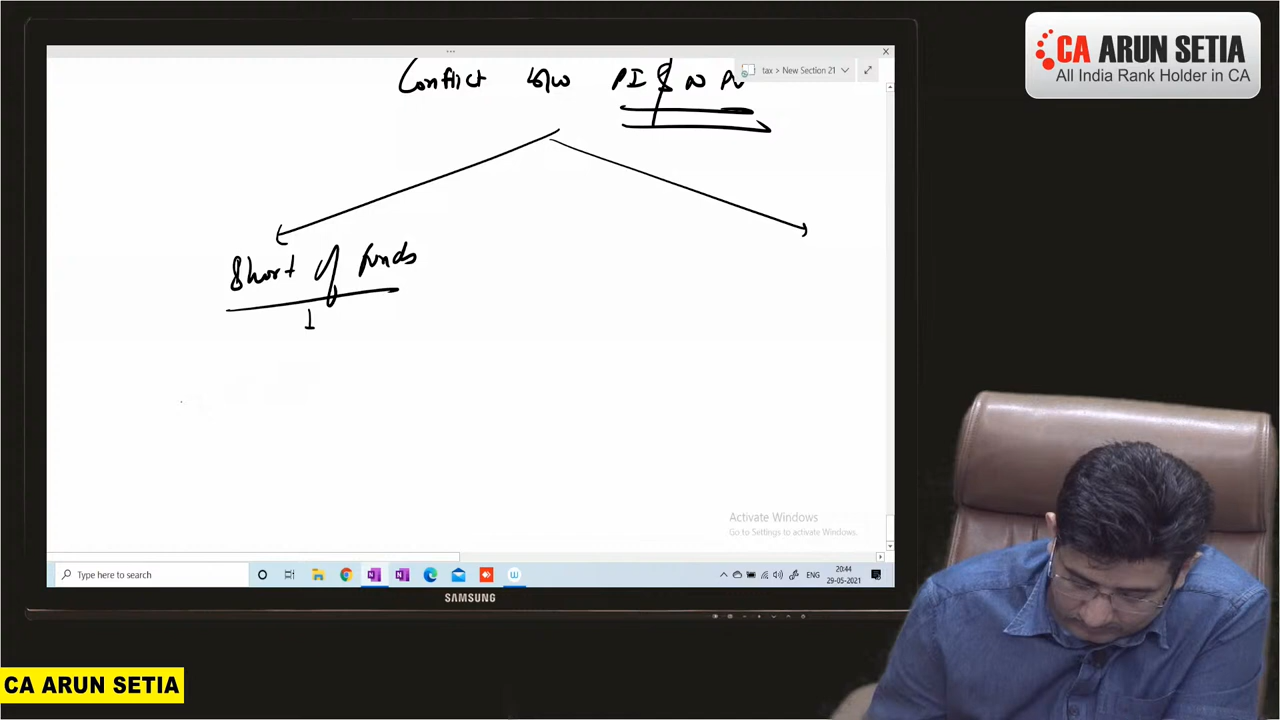 CA ARUN SETIA
All India Rank Holder in CA
...
tax > New Section 21
Conflict b/w PI & NPV
Short of funds
Activate Windows
Go to Settings to activate Windows.
Type here to search
ENG
20:44
29-05-2021
SAMSUNG
CA ARUN SETIA